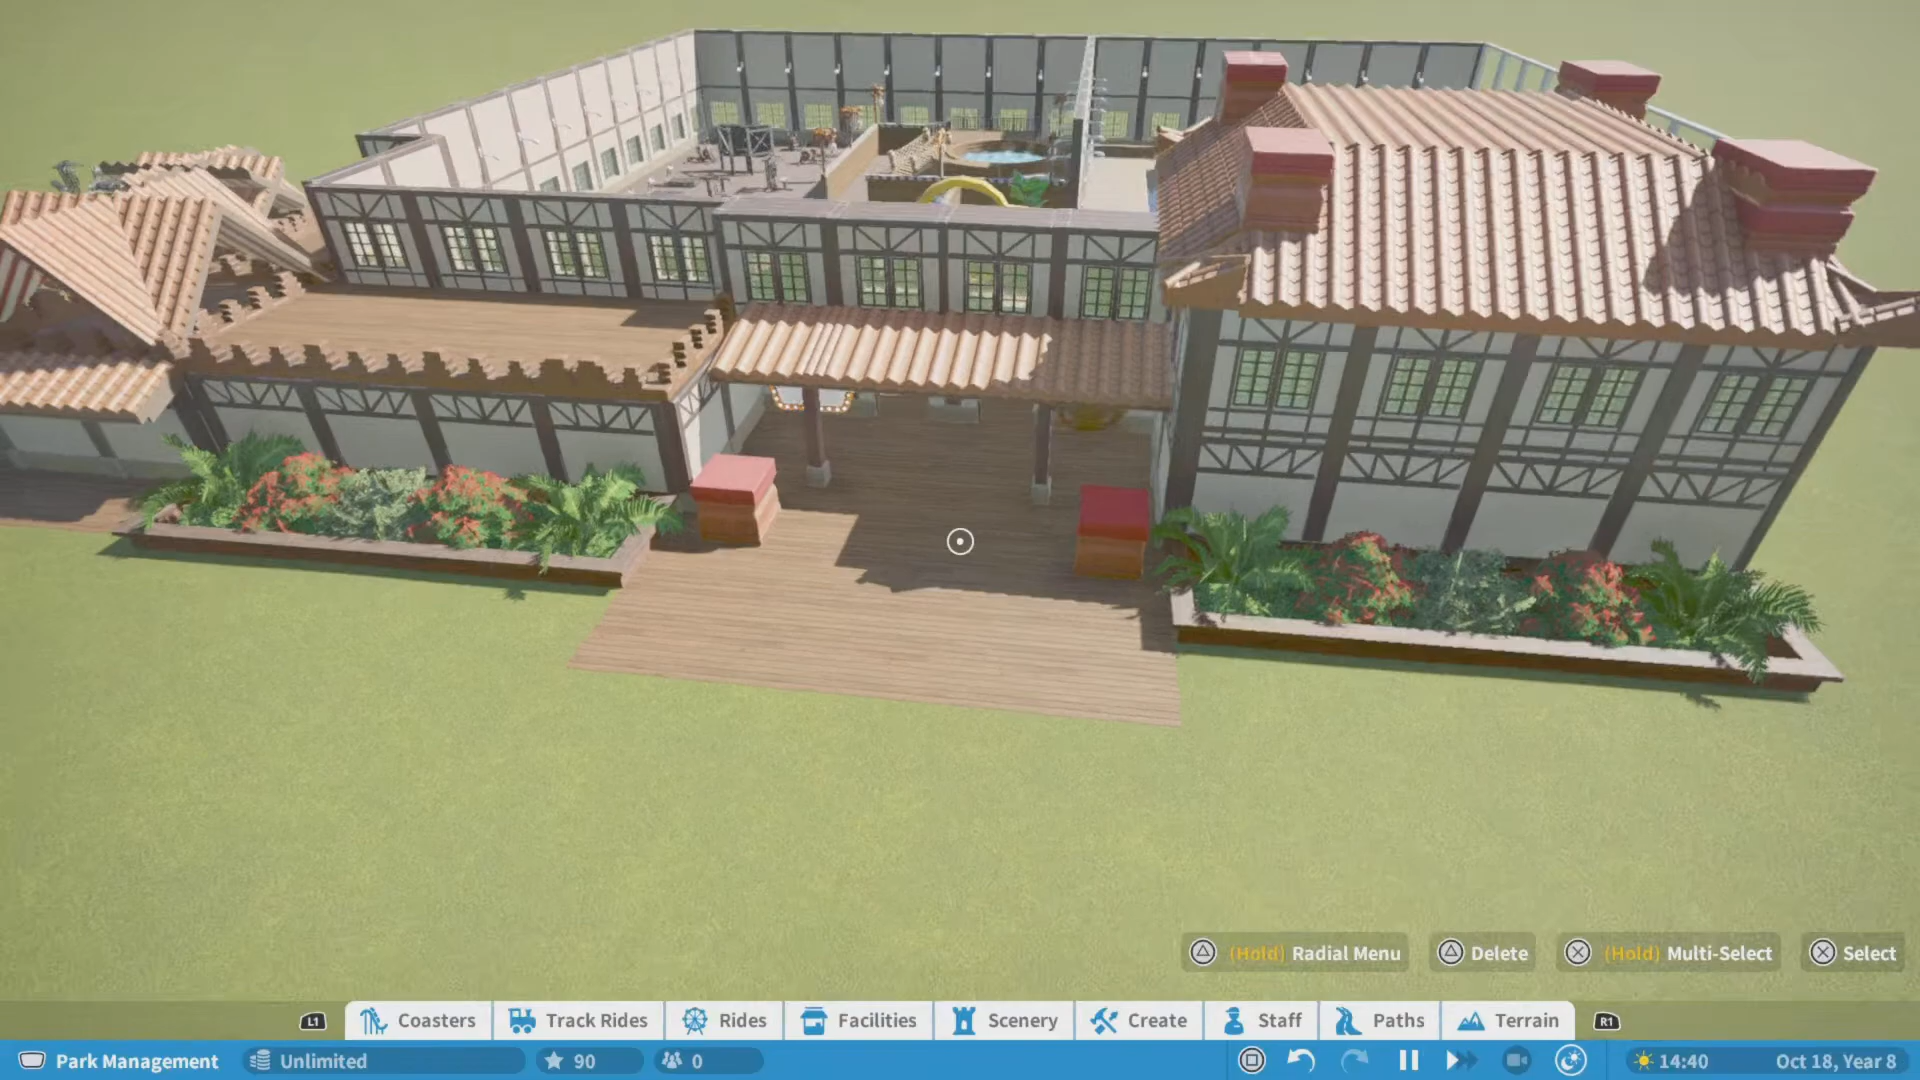 (Hold) Radial Menu
Delete
(Hold) Multi-Select
Select
L1
Coasters
Track Rides
Rides
Facilities
Scenery
Create
Staff
Paths
Terrain
R1
Park Management
Unlimited
90
0
14:40
Oct 18, Year 8